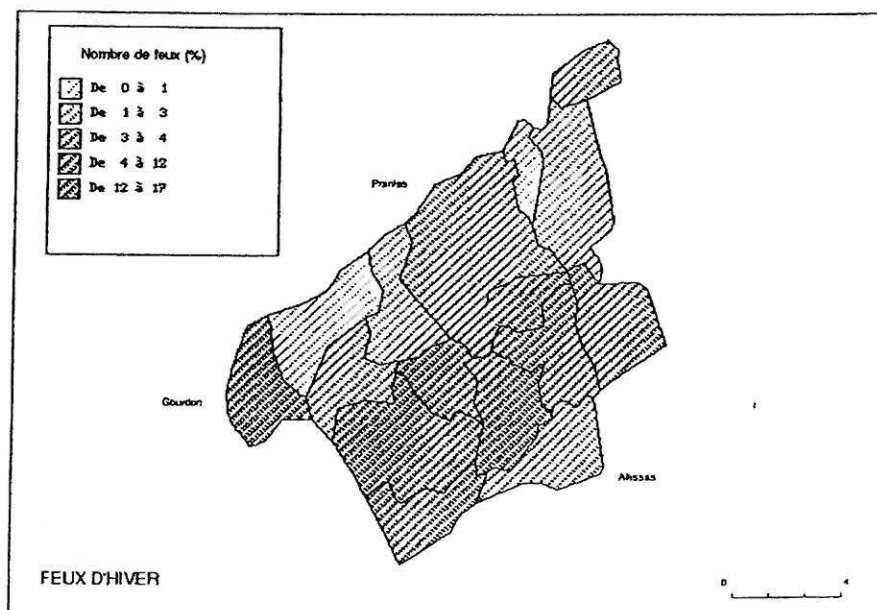 Nombre de feux (%)
De 0 à 1
De 1 à 3
De 3 à 4
De 4 à 12
De 12 à 17
Pranles
Gourdon
Alissas
FEUX D'HIVER
0 4